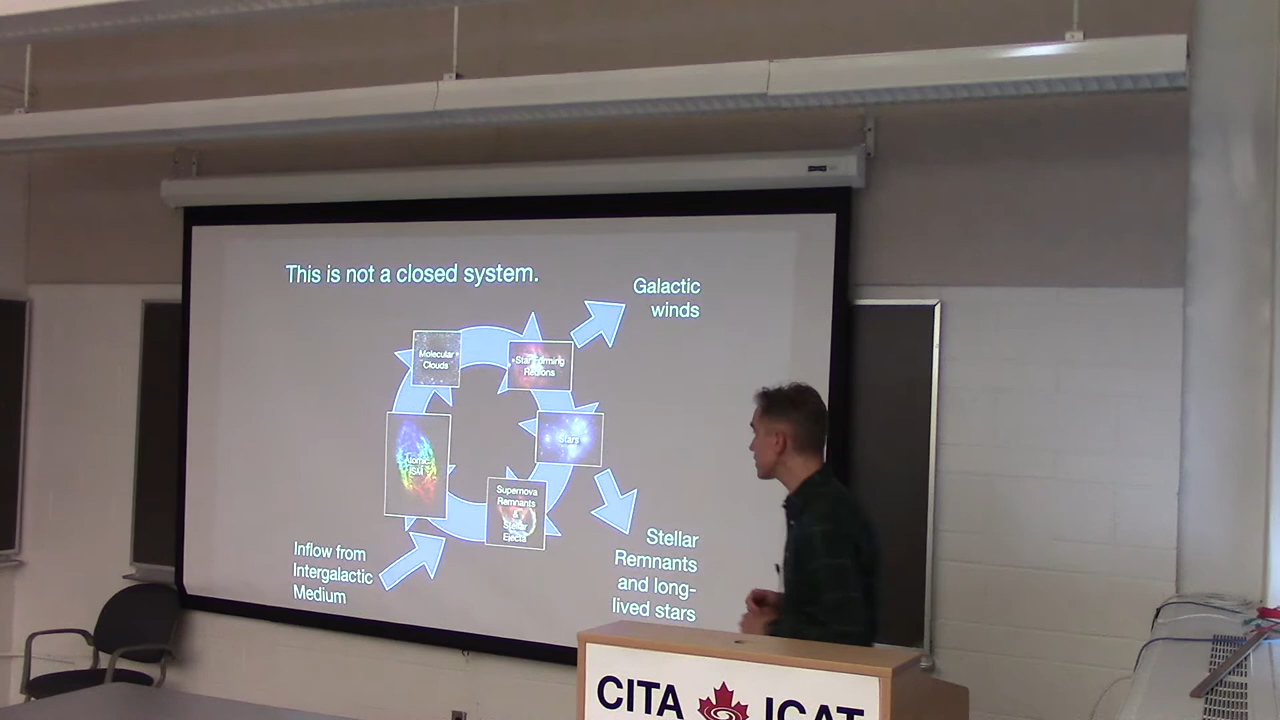 This is not a closed system.
Galactic
winds
Molecular
Clouds
Star Forming
Regions
Stars
Atomic
ISM
Supernova
Remnants
&
Stellar
Ejecta
Inflow from
Intergalactic
Medium
Stellar
Remnants
and long-
lived stars
CITA ICAT